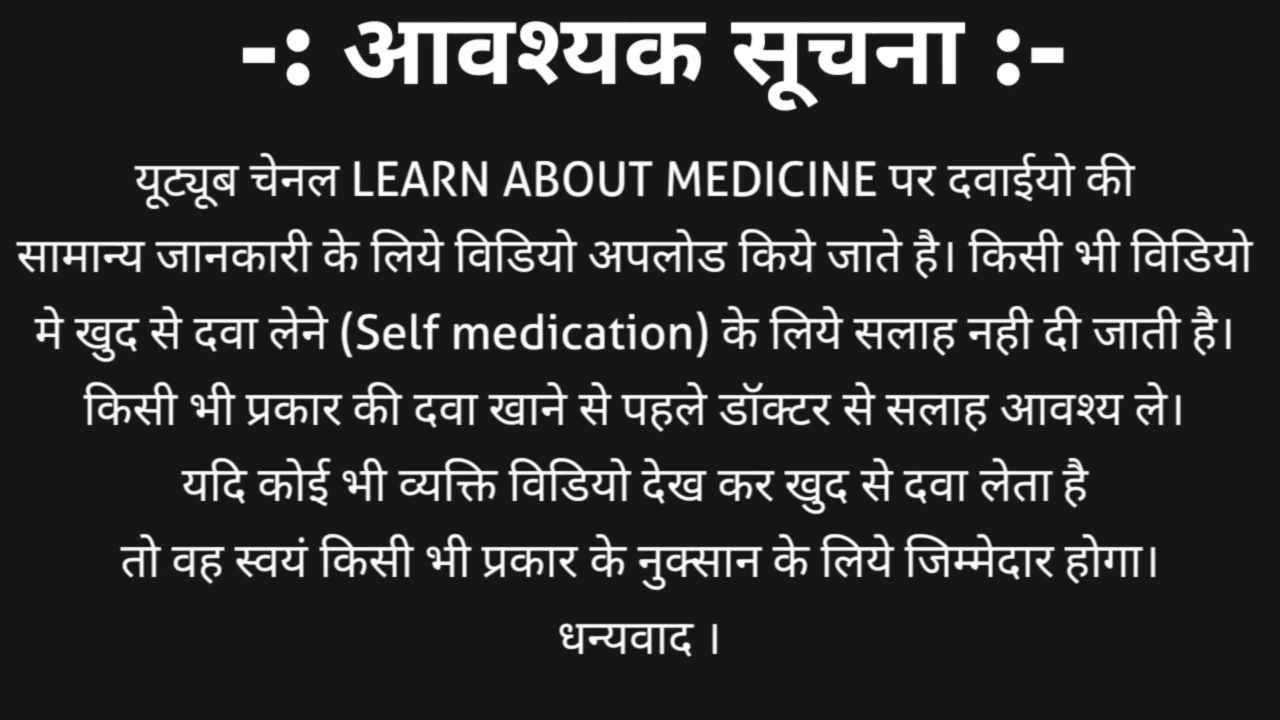 -: आवश्यक सूचना :-
यूट्यूब चेनल LEARN ABOUT MEDICINE पर दवाईयो की
सामान्य जानकारी के लिये विडियो अपलोड किये जाते है। किसी भी विडियो
मे खुद से दवा लेने (Self medication) के लिये सलाह नही दी जाती है।
किसी भी प्रकार की दवा खाने से पहले डॉक्टर से सलाह आवश्य ले।
यदि कोई भी व्यक्ति विडियो देख कर खुद से दवा लेता है
तो वह स्वयं किसी भी प्रकार के नुक्सान के लिये जिम्मेदार होगा।
धन्यवाद ।